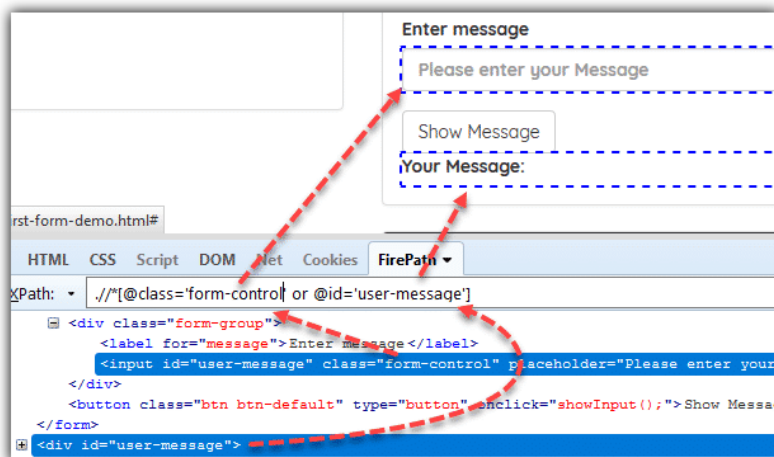 Enter message
Please enter your Message
Show Message
Your Message:
irst-form-demo.html#
HTML CSS Script DOM Net Cookies FirePath
XPath: .//*[@class='form-control' or @id='user-message']
<div class="form-group">
<label for="message">Enter message</label>
<input id="user-message" class="form-control" placeholder="Please enter your
</div>
<button class="btn btn-default" type="button" onclick="showInput();">Show Messa
</form>
<div id="user-message">